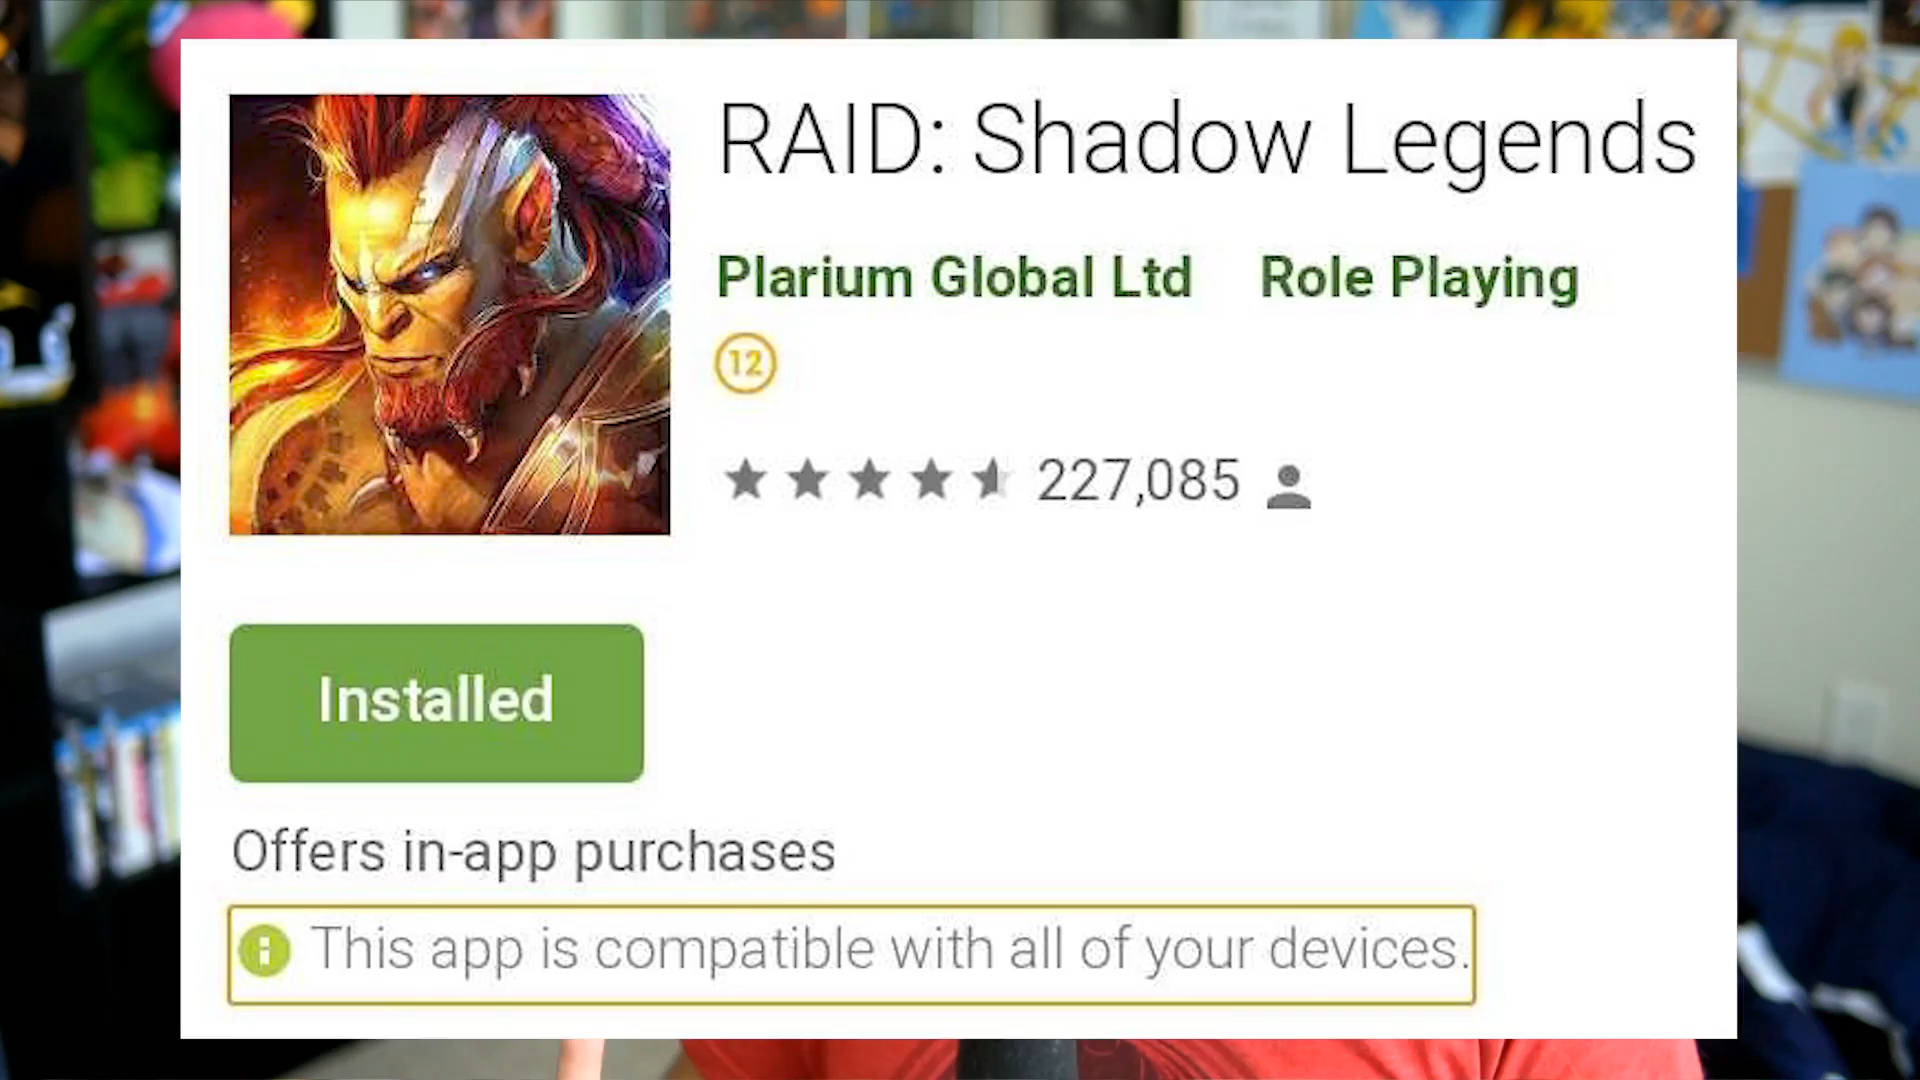 RAID: Shadow Legends
Plarium Global Ltd Role Playing
12
227,085
Installed
Offers in-app purchases
This app is compatible with all of your devices.